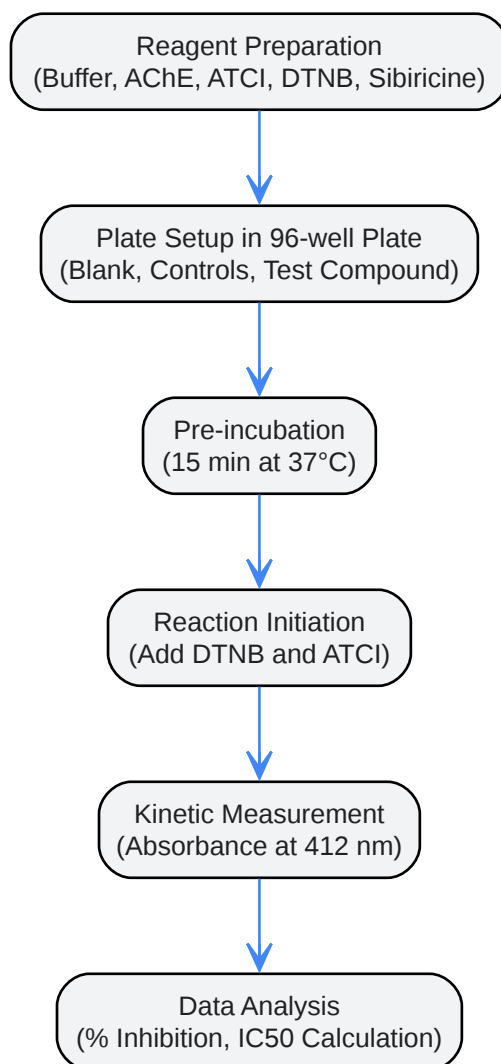 Reagent Preparation
(Buffer, AChE, ATCI, DTNB, Sibiricine)
Plate Setup in 96-well Plate
(Blank, Controls, Test Compound)
Pre-incubation
(15 min at 37°C)
Reaction Initiation
(Add DTNB and ATCI)
Kinetic Measurement
(Absorbance at 412 nm)
Data Analysis
(% Inhibition, IC50 Calculation)